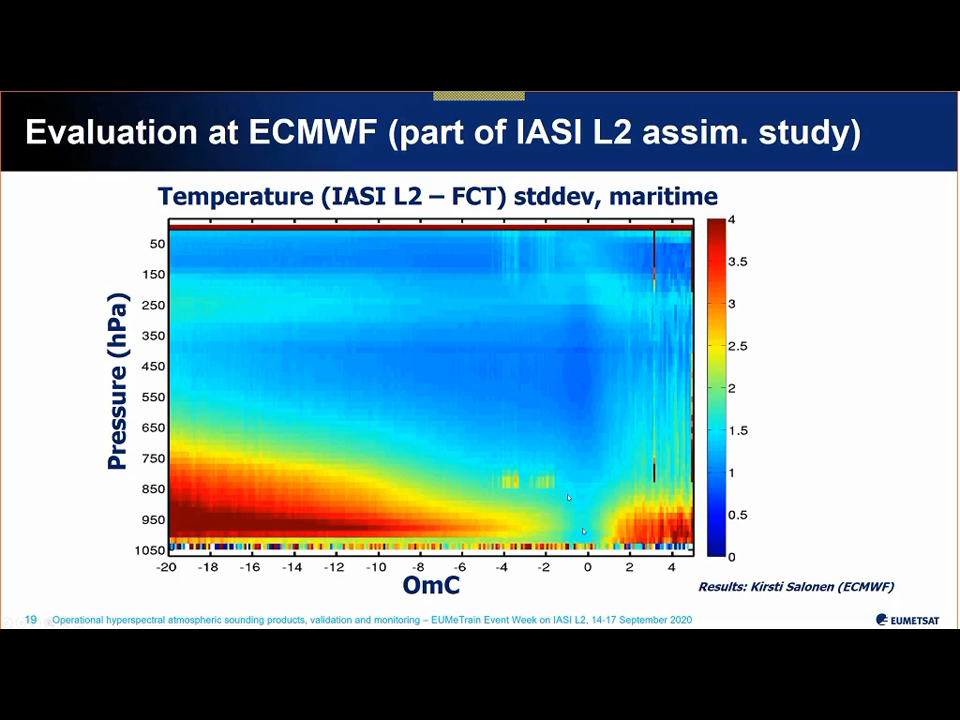 Evaluation at ECMWF (part of IASI L2 assim. study)
Temperature (IASI L2 – FCT) stddev, maritime
Pressure (hPa)
50
150
250
350
450
550
650
750
850
950
1050
-20 -18 -16 -14 -12 -10 -8 -6 -4 -2 0 2 4
OmC
4
3.5
3
2.5
2
1.5
1
0.5
0
Results: Kirsti Salonen (ECMWF)
19 Operational hyperspectral atmospheric sounding products, validation and monitoring – EUMeTrain Event Week on IASI L2, 14-17 September 2020
EUMETSAT